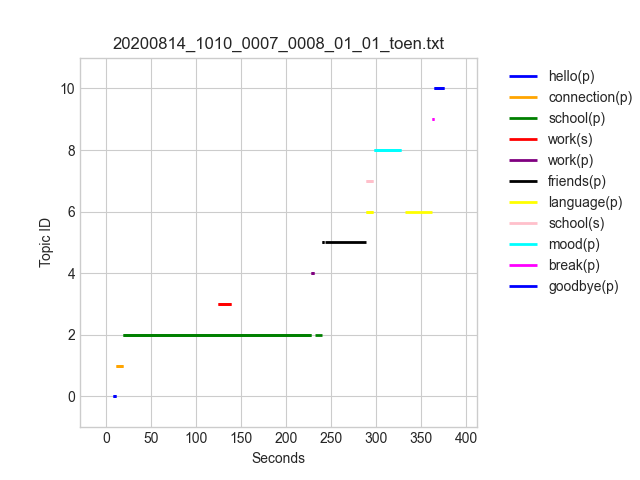 20200814_1010_0007_0008_01_01_toen.txt
Topic ID
10
8
6
4
2
0
0 50 100 150 200 250 300 350 400
Seconds
hello(p)
connection(p)
school(p)
work(s)
work(p)
friends(p)
language(p)
school(s)
mood(p)
break(p)
goodbye(p)